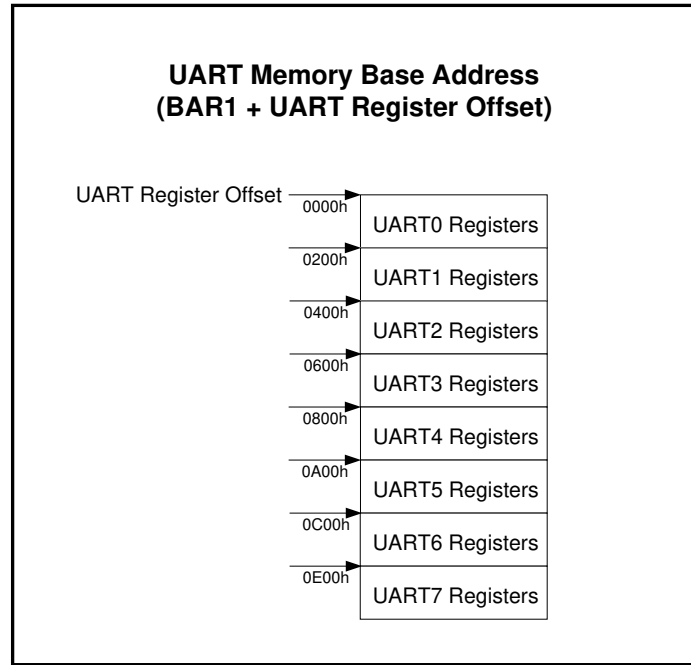 UART Memory Base Address
(BAR1 + UART Register Offset)
UART Register Offset
0000h
UART0 Registers
0200h
UART1 Registers
0400h
UART2 Registers
0600h
UART3 Registers
0800h
UART4 Registers
0A00h
UART5 Registers
0C00h
UART6 Registers
0E00h
UART7 Registers